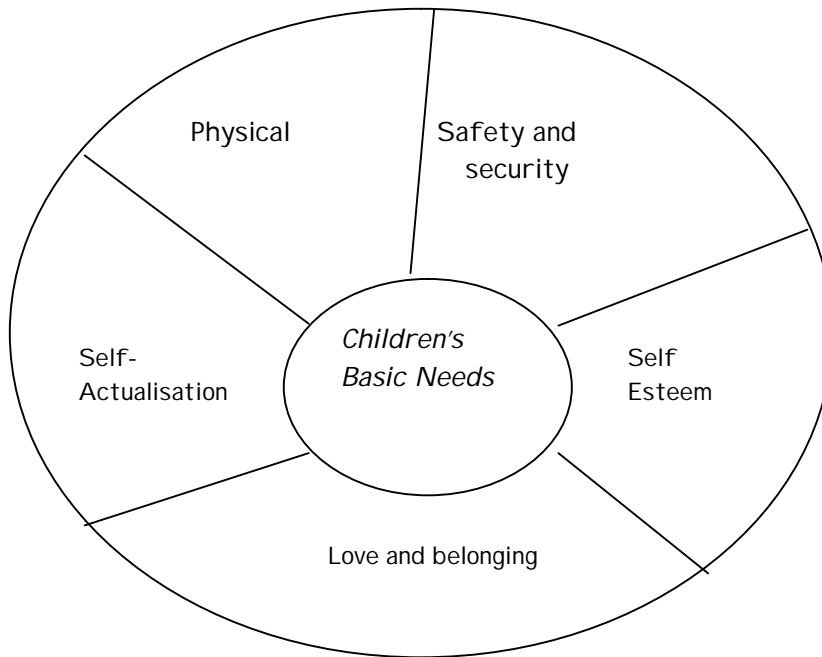 Physical
Safety and
security
Children's
Basic Needs
Self-
Actualisation
Self
Esteem
Love and belonging